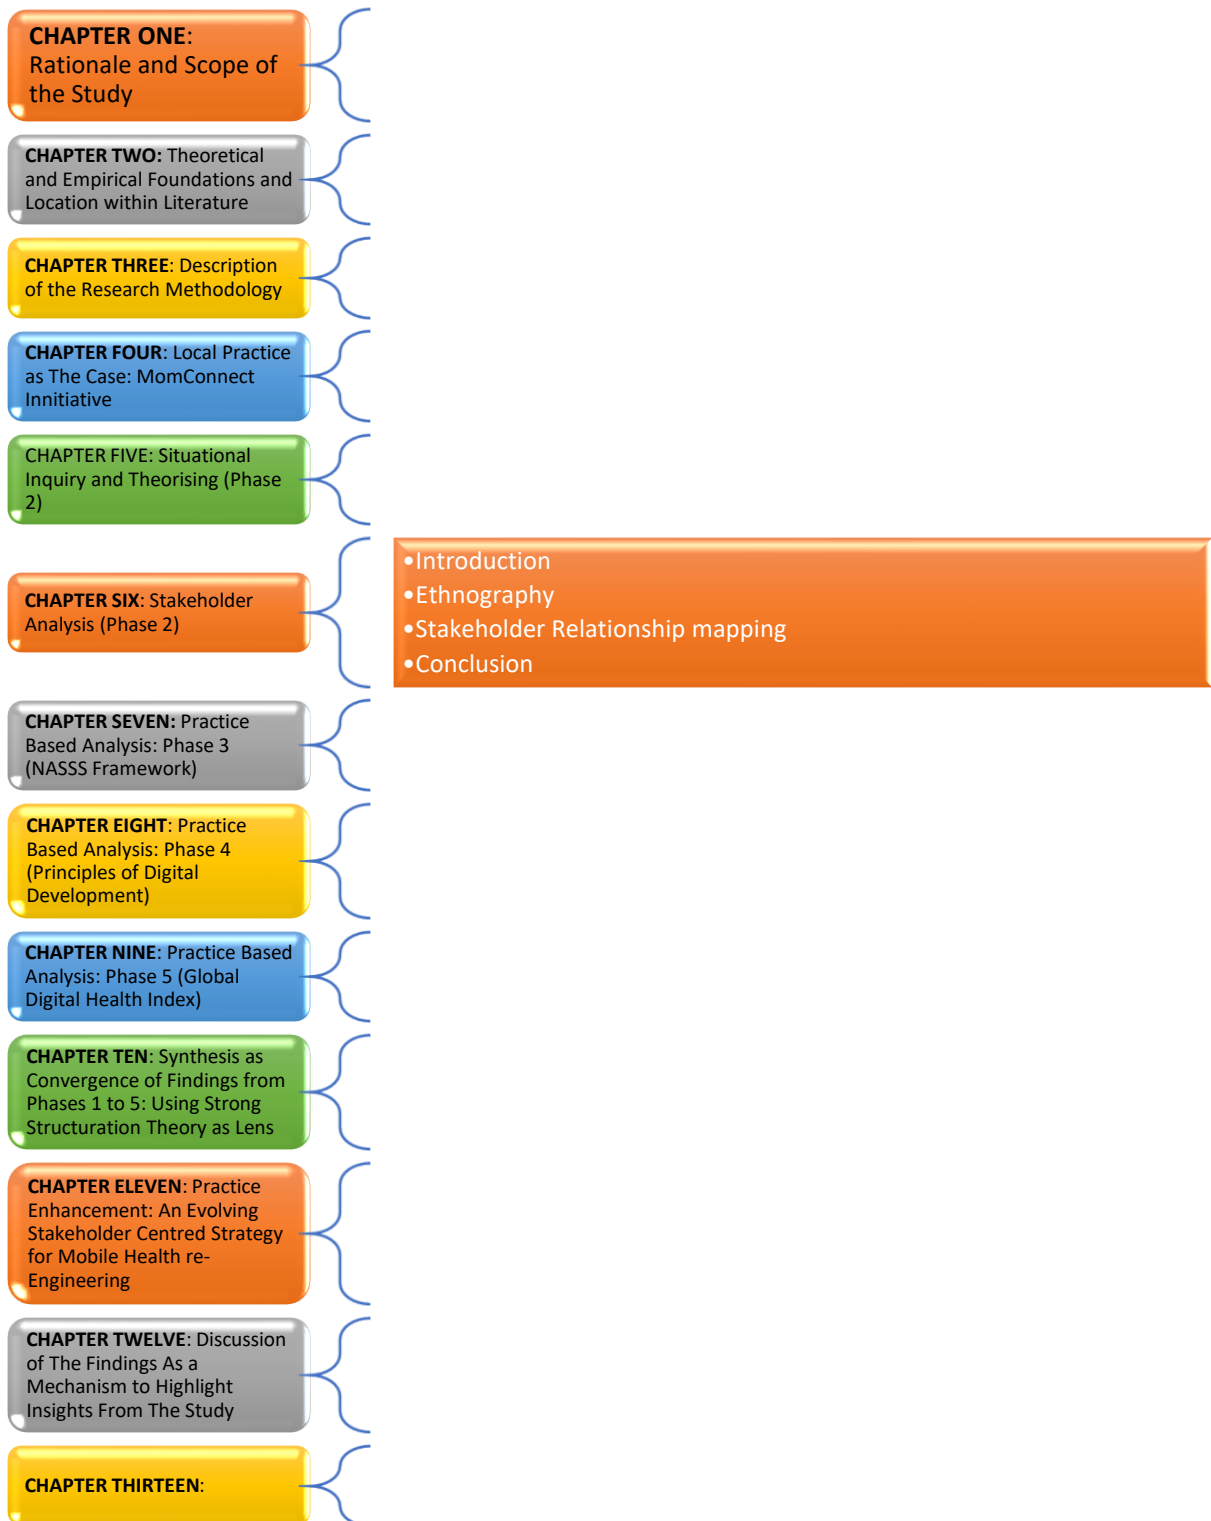 CHAPTER ONE:
Rationale and Scope of
the Study
CHAPTER TWO: Theoretical
and Empirical Foundations and
Location within Literature
CHAPTER THREE: Description
of the Research Methodology
CHAPTER FOUR: Local Practice
as The Case: MomConnect
Innitiative
CHAPTER FIVE: Situational
Inquiry and Theorising (Phase
2)
CHAPTER SIX: Stakeholder
Analysis (Phase 2)
•Introduction
•Ethnography
•Stakeholder Relationship mapping
•Conclusion
CHAPTER SEVEN: Practice
Based Analysis: Phase 3
(NASSS Framework)
CHAPTER EIGHT: Practice
Based Analysis: Phase 4
(Principles of Digital
Development)
CHAPTER NINE: Practice Based
Analysis: Phase 5 (Global
Digital Health Index)
CHAPTER TEN: Synthesis as
Convergence of Findings from
Phases 1 to 5: Using Strong
Structuration Theory as Lens
CHAPTER ELEVEN: Practice
Enhancement: An Evolving
Stakeholder Centred Strategy
for Mobile Health re-
Engineering
CHAPTER TWELVE: Discussion
of The Findings As a
Mechanism to Highlight
Insights From The Study
CHAPTER THIRTEEN: